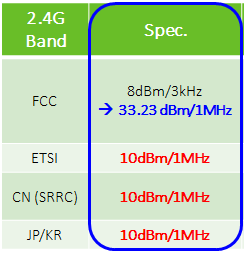 2.4G Band Spec.
FCC 8dBm/3kHz
→ 33.23 dBm/1MHz
ETSI 10dBm/1MHz
CN (SRRC) 10dBm/1MHz
JP/KR 10dBm/1MHz